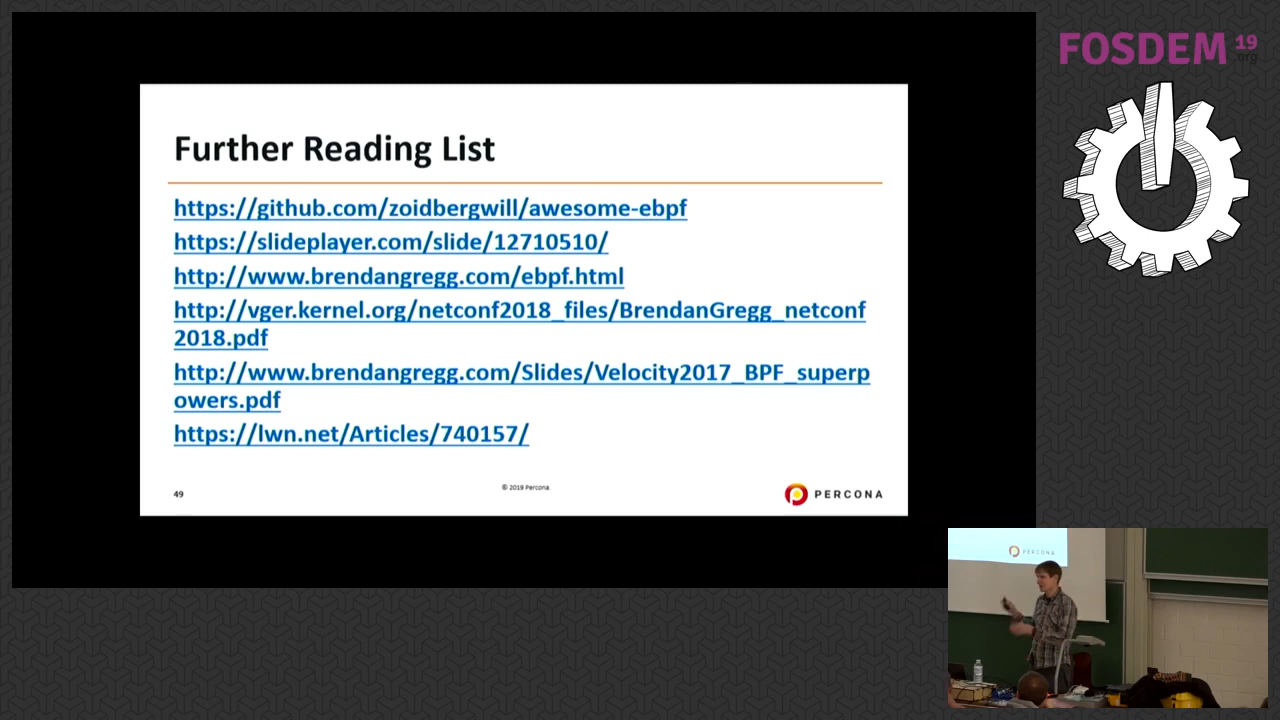 FOSDEM 19
.org
Further Reading List
https://github.com/zoidbergwill/awesome-ebpf
https://slideplayer.com/slide/12710510/
http://www.brendangregg.com/ebpf.html
http://vger.kernel.org/netconf2018_files/BrendanGregg_netconf
2018.pdf
http://www.brendangregg.com/Slides/Velocity2017_BPF_superp
owers.pdf
https://lwn.net/Articles/740157/
49
© 2019 Percona
PERCONA
PERCONA